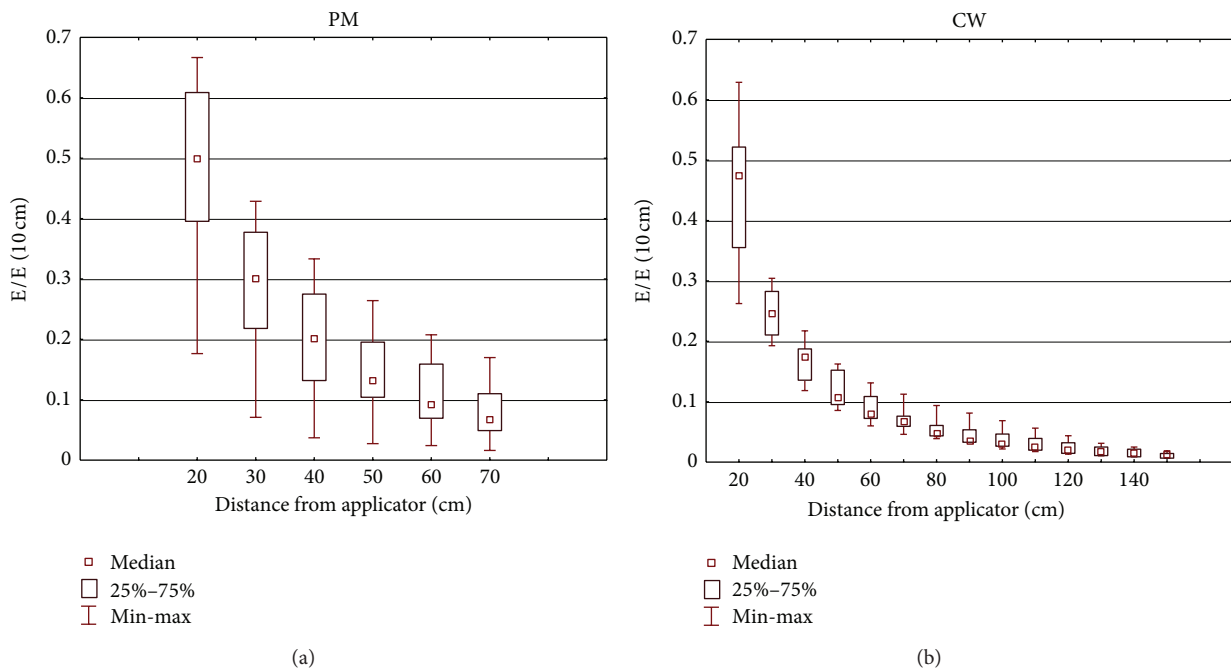 PM
0.7
0.6
0.5
0.4
0.3
0.2
0.1
0
E/E (10 cm)
20 30 40 50 60 70
Distance from applicator (cm)
Median
25%–75%
Min-max
(a)
CW
0.7
0.6
0.5
0.4
0.3
0.2
0.1
0
E/E (10 cm)
20 40 60 80 100 120 140
Distance from applicator (cm)
Median
25%–75%
Min-max
(b)